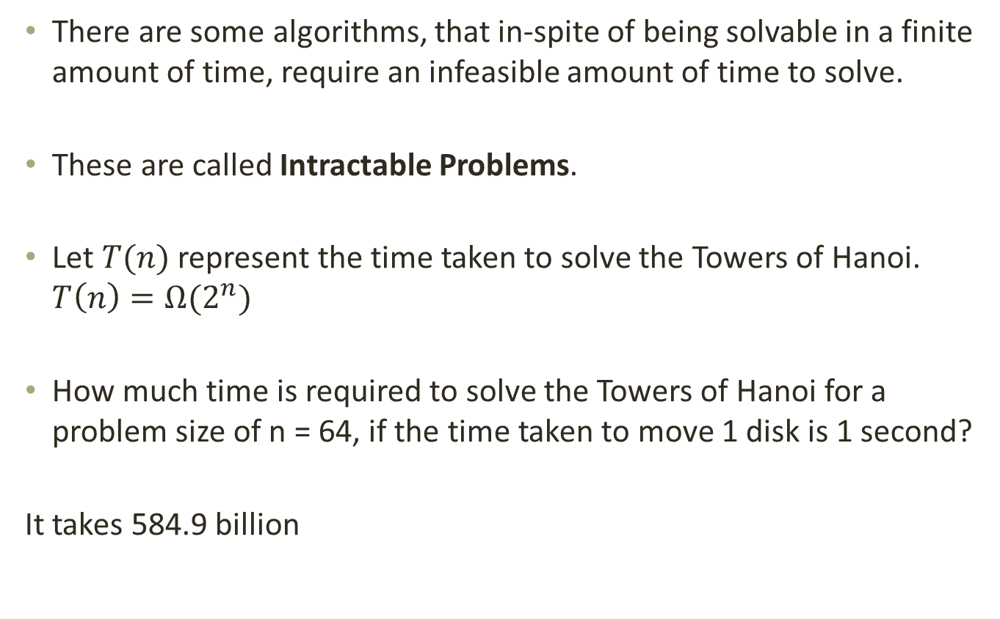 • There are some algorithms, that in-spite of being solvable in a finite
amount of time, require an infeasible amount of time to solve.
• These are called Intractable Problems.
• Let T(n) represent the time taken to solve the Towers of Hanoi.
T(n) = Ω(2ⁿ)
• How much time is required to solve the Towers of Hanoi for a
problem size of n = 64, if the time taken to move 1 disk is 1 second?
It takes 584.9 billion